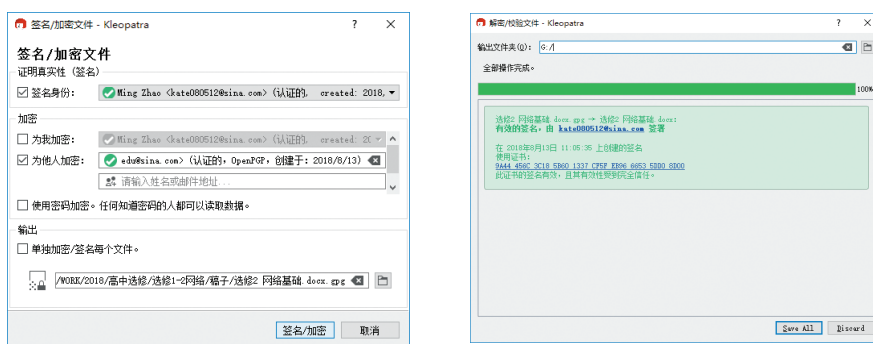 签名/加密文件 - Kleopatra
签名/加密文件
证明真实性（签名）
签名身份： Ming Zhao <kate080512@sina.com> (认证的, created: 2018,
加密
为我加密： Ming Zhao <kate080512@sina.com> (认证的, created: 20
为他人加密： edu@sina.com> (认证的, OpenPGP, 创建于: 2018/8/13)
请输入姓名或邮件地址...
使用密码加密。任何知道密码的人都可以读取数据。
输出
单独加密/签名每个文件。
/WORK/2018/高中选修/选修1-2网络/稿子/选修2 网络基础.docx.gpg
签名/加密 取消
解密/校验文件 - Kleopatra
输出文件夹(O): G:/
全部操作完成。
100%
选修2 网络基础.docx.gpg → 选修2 网络基础.docx:
有效的签名，由 kate080512@sina.com 签署
在 2018年8月13日 11:05:35 上创建的签名
使用证书:
9A44 456C 3C18 5B60 1337 CF5F EB96 6653 5DD0 8D00
此证书的签名有效，且其有效性受到完全信任。
Save All Discard